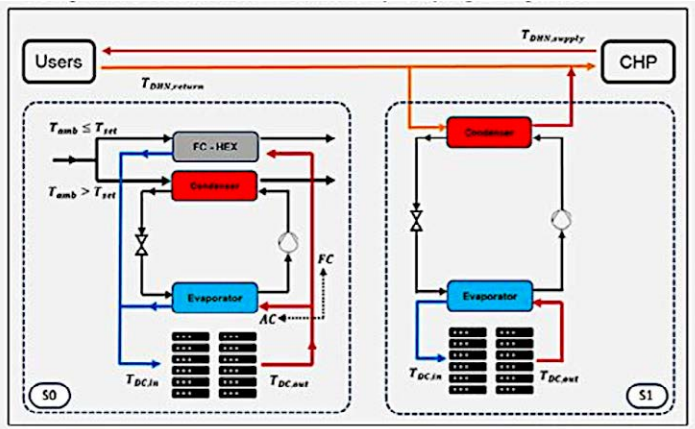 T_DHN,supply
Users
CHP
T_DHN,return
T_amb ≤ T_set
FC - HEX
Condenser
T_amb > T_set
Condenser
FC
Evaporator
Evaporator
AC
T_DC,in
T_DC,out
T_DC,in
T_DC,out
S0
S1